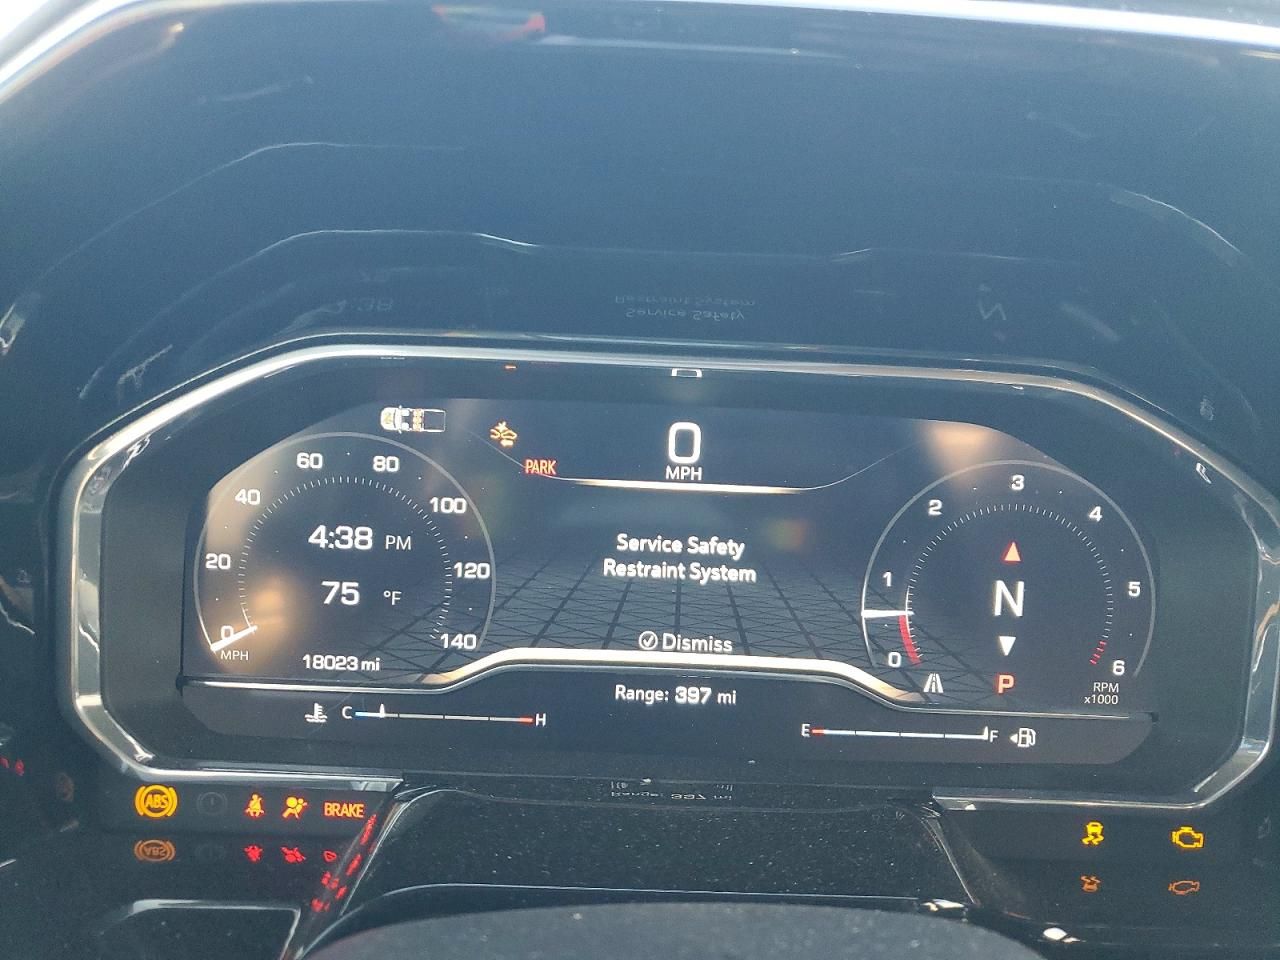 0
MPH
PARK
0 20 40 60 80 100 120 140
MPH
4:38 PM
75 °F
18023 mi
Service Safety
Restraint System
Dismiss
Range: 397 mi
0 1 2 3 4 5 6
RPM
x1000
N
P
C H
E F
ABS
BRAKE